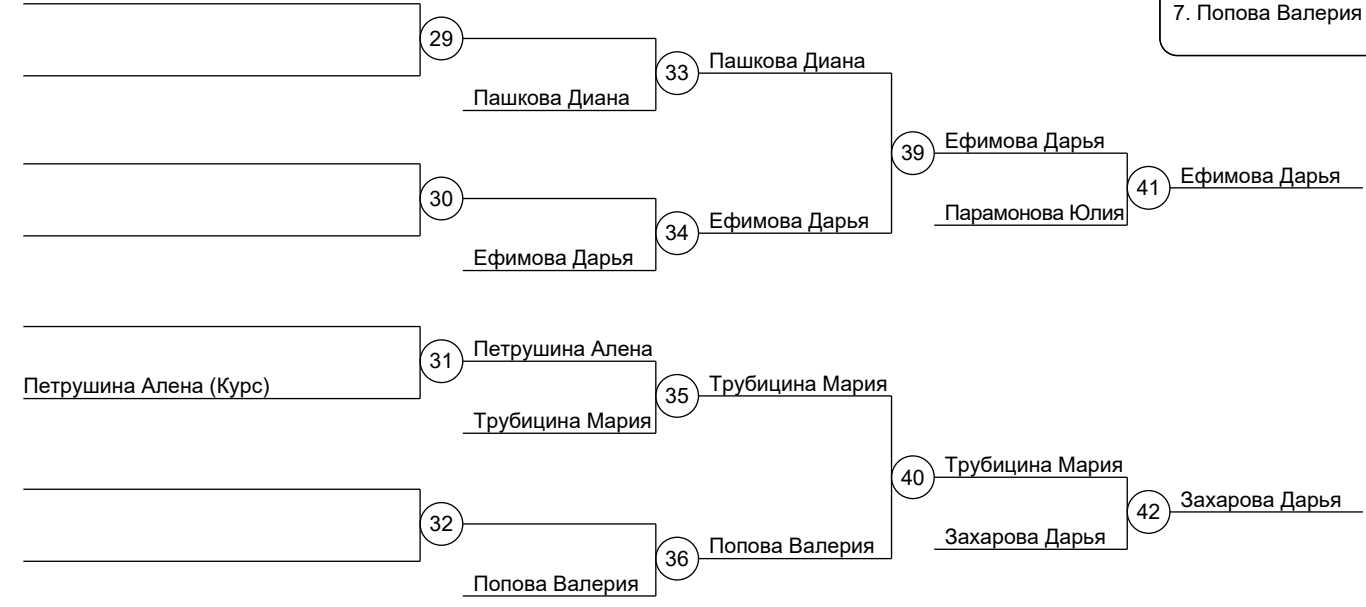 7. Попова Валерия
29
33
Пашкова Диана
Пашкова Диана
39
Ефимова Дарья
30
34
Ефимова Дарья
41
Ефимова Дарья
Парамонова Юлия
Ефимова Дарья
31
Петрушина Алена
Петрушина Алена (Курс)
35
Трубицина Мария
Трубицина Мария
40
Трубицина Мария
32
36
Попова Валерия
42
Захарова Дарья
Захарова Дарья
Попова Валерия